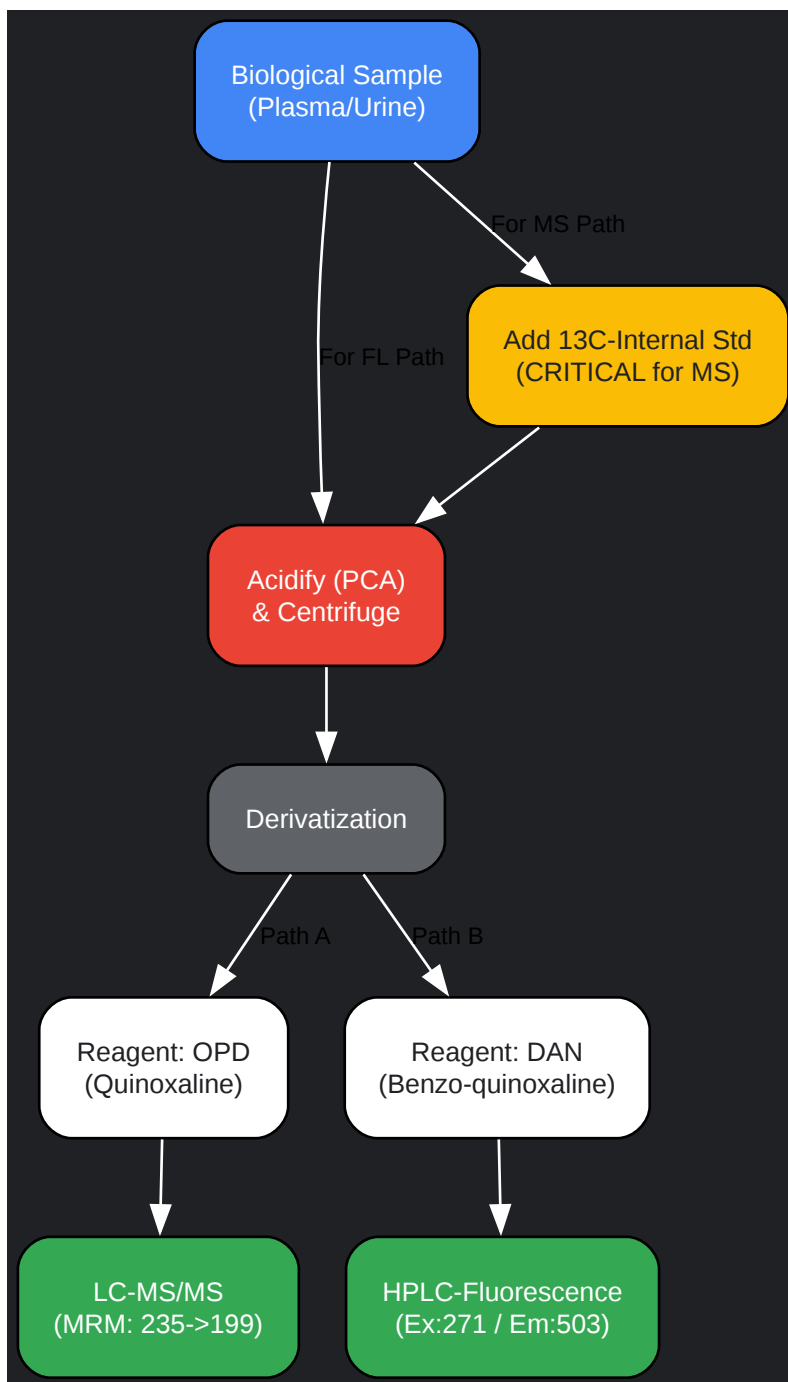 Biological Sample
(Plasma/Urine)
For MS Path
Add 13C-Internal Std
(CRITICAL for MS)
For FL Path
Acidify (PCA)
& Centrifuge
Derivatization
Path A
Path B
Reagent: OPD
(Quinoxaline)
Reagent: DAN
(Benzo-quinoxaline)
LC-MS/MS
(MRM: 235->199)
HPLC-Fluorescence
(Ex:271 / Em:503)